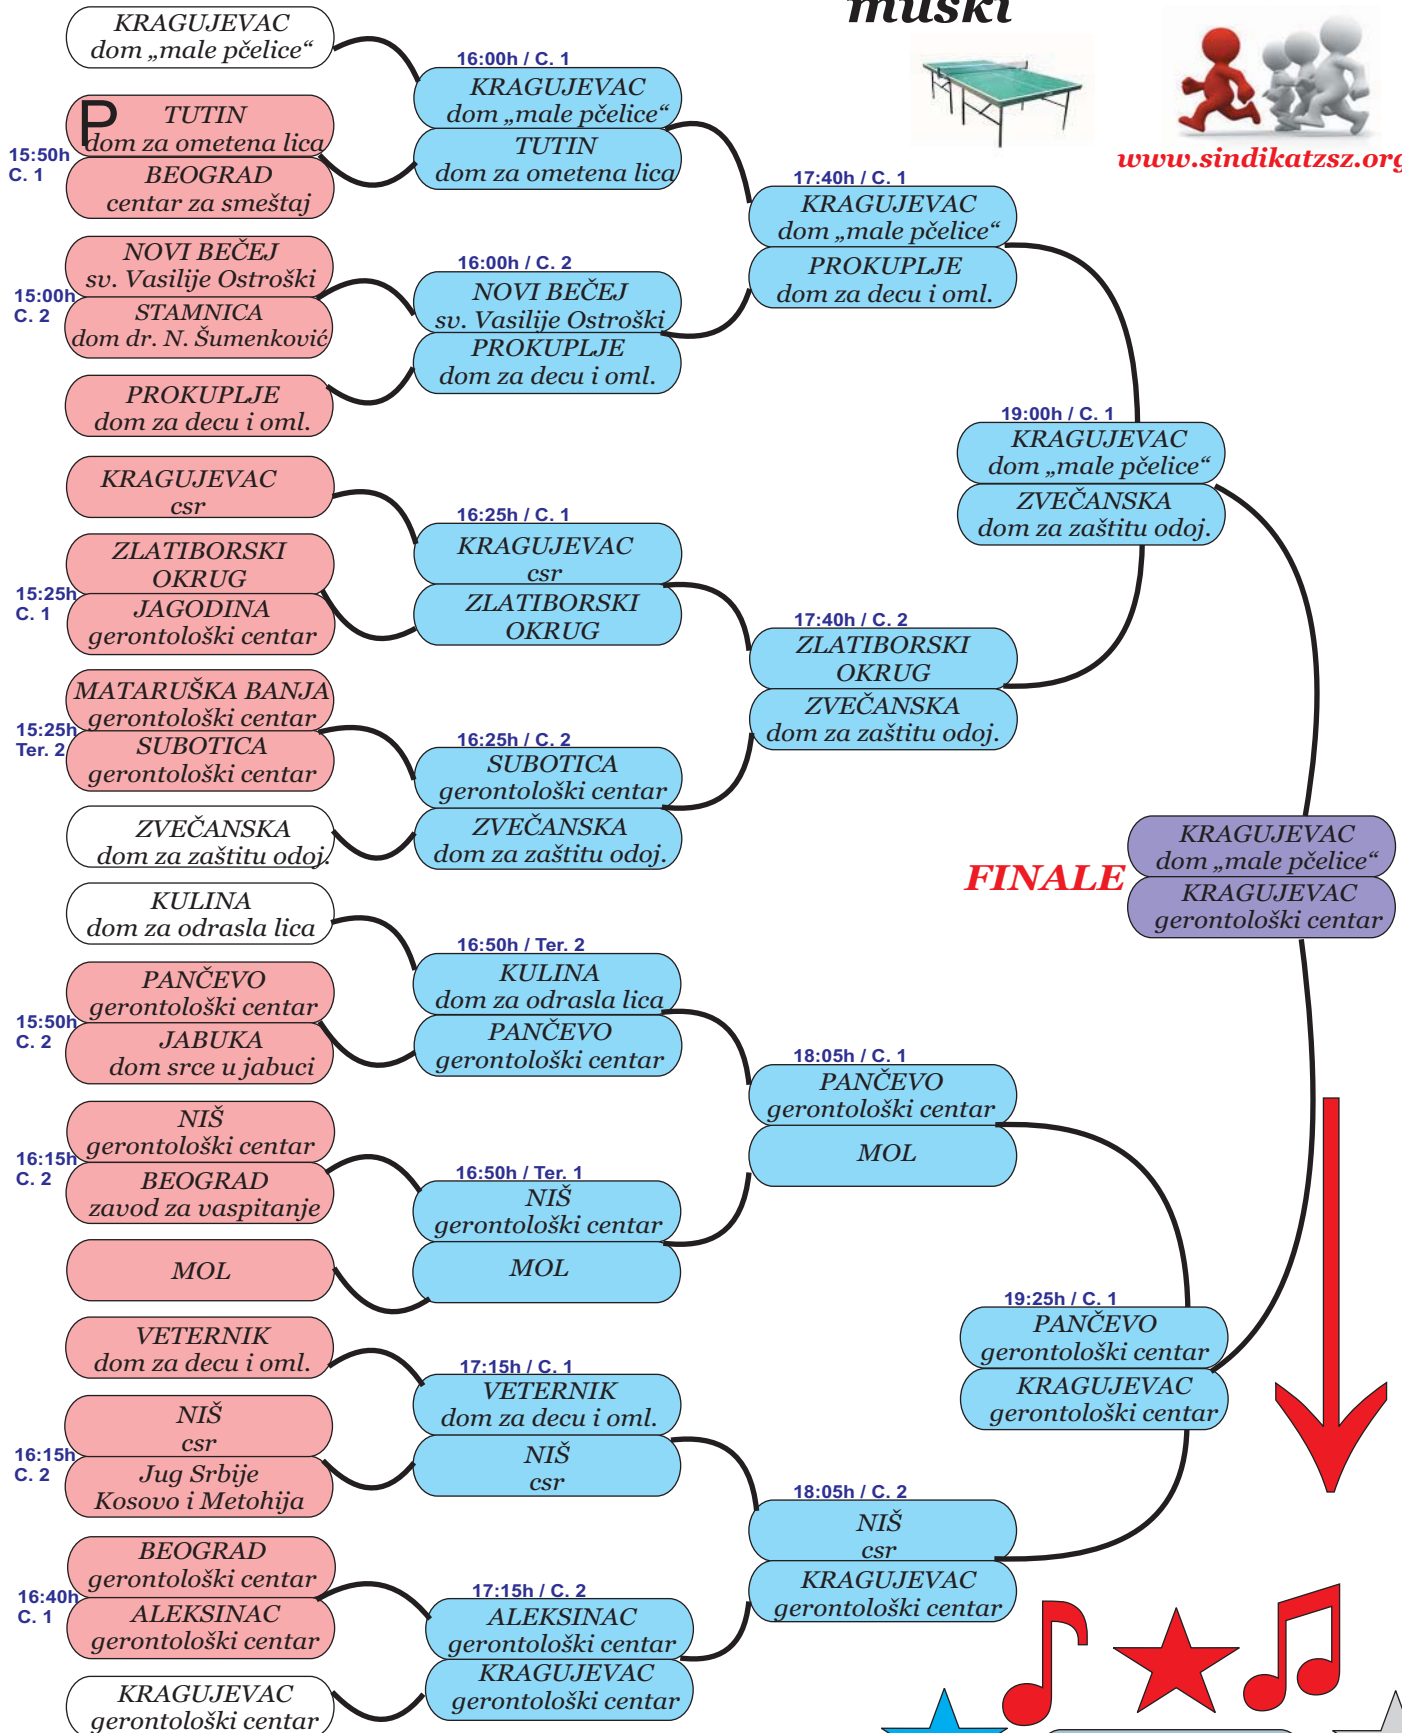 muški
www.sindikatzsz.org
KRAGUJEVAC
dom „male pčelice“
P
TUTIN
dom za ometena lica
15:50h
C. 1
BEOGRAD
centar za smeštaj
NOVI BEČEJ
sv. Vasilije Ostroški
15:00h
C. 2
STAMNICA
dom dr. N. Šumenković
PROKUPLJE
dom za decu i oml.
KRAGUJEVAC
csr
ZLATIBORSKI
OKRUG
15:25h
C. 1
JAGODINA
gerontološki centar
MATARUŠKA BANJA
gerontološki centar
15:25h
Ter. 2
SUBOTICA
gerontološki centar
ZVEČANSKA
dom za zaštitu odoj.
KULINA
dom za odrasla lica
PANČEVO
gerontološki centar
15:50h
C. 2
JABUKA
dom srce u jabuci
NIŠ
gerontološki centar
16:15h
C. 2
BEOGRAD
zavod za vaspitanje
MOL
VETERNIK
dom za decu i oml.
NIŠ
csr
16:15h
C. 2
Jug Srbije
Kosovo i Metohija
BEOGRAD
gerontološki centar
16:40h
C. 1
ALEKSINAC
gerontološki centar
KRAGUJEVAC
gerontološki centar
16:00h / C. 1
KRAGUJEVAC
dom „male pčelice“
TUTIN
dom za ometena lica
16:00h / C. 2
NOVI BEČEJ
sv. Vasilije Ostroški
PROKUPLJE
dom za decu i oml.
16:25h / C. 1
KRAGUJEVAC
csr
ZLATIBORSKI
OKRUG
16:25h / C. 2
SUBOTICA
gerontološki centar
ZVEČANSKA
dom za zaštitu odoj.
16:50h / Ter. 2
KULINA
dom za odrasla lica
PANČEVO
gerontološki centar
16:50h / Ter. 1
NIŠ
gerontološki centar
MOL
17:15h / C. 1
VETERNIK
dom za decu i oml.
NIŠ
csr
17:15h / C. 2
ALEKSINAC
gerontološki centar
KRAGUJEVAC
gerontološki centar
17:40h / C. 1
KRAGUJEVAC
dom „male pčelice“
PROKUPLJE
dom za decu i oml.
17:40h / C. 2
ZLATIBORSKI
OKRUG
ZVEČANSKA
dom za zaštitu odoj.
18:05h / C. 1
PANČEVO
gerontološki centar
MOL
18:05h / C. 2
NIŠ
csr
KRAGUJEVAC
gerontološki centar
19:00h / C. 1
KRAGUJEVAC
dom „male pčelice“
ZVEČANSKA
dom za zaštitu odoj.
19:25h / C. 1
PANČEVO
gerontološki centar
KRAGUJEVAC
gerontološki centar
FINALE
KRAGUJEVAC
dom „male pčelice“
KRAGUJEVAC
gerontološki centar